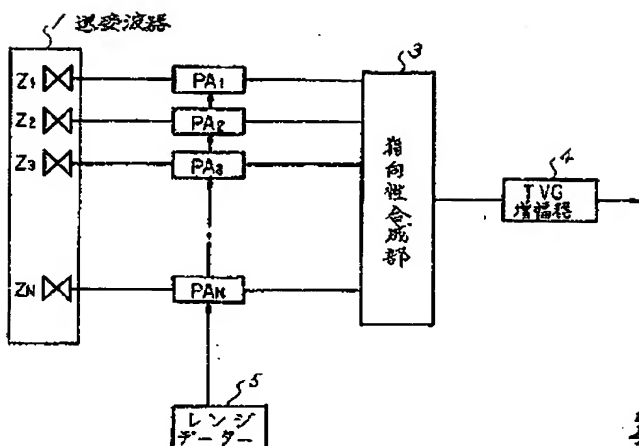 1 送受波器
Z1
PA1
Z2
PA2
Z3
PA3
ZN
PAN
3
指向性合成部
4
TVG
増幅器
5
レンジ
データー